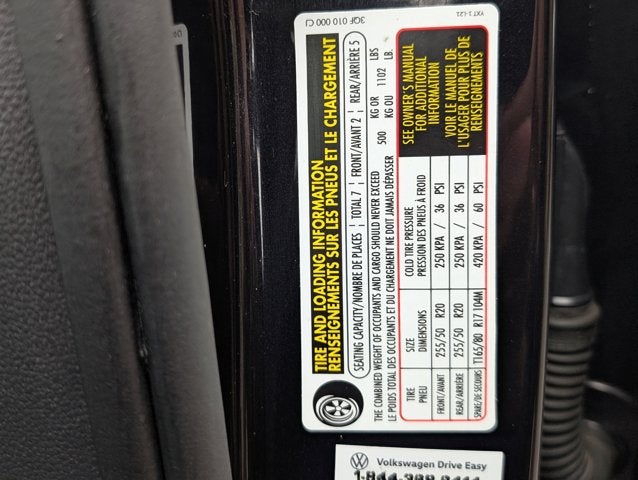 3QF 010 000 CJ
YXT 1-L21
TIRE AND LOADING INFORMATION
RENSEIGNEMENTS SUR LES PNEUS ET LE CHARGEMENT
SEATING CAPACITY/NOMBRE DE PLACES | TOTAL 7 | FRONT/AVANT 2 | REAR/ARRIÈRE 5
THE COMBINED WEIGHT OF OCCUPANTS AND CARGO SHOULD NEVER EXCEED 500 KG OR 1102 LBS
LE POIDS TOTAL DES OCCUPANTS ET DU CHARGEMENT NE DOIT JAMAIS DÉPASSER KG OU LB.
TIRE SIZE COLD TIRE PRESSURE
PNEU DIMENSIONS PRESSION DES PNEUS À FROID
FRONT/AVANT 255/50 R20 250 KPA / 36 PSI
REAR/ARRIÈRE 255/50 R20 250 KPA / 36 PSI
SPARE/DE SECOURS T165/80 R17 104M 420 KPA / 60 PSI
SEE OWNER'S MANUAL
FOR ADDITIONAL
INFORMATION
VOIR LE MANUEL DE
L'USAGER POUR PLUS DE
RENSEIGNEMENTS
Volkswagen Drive Easy